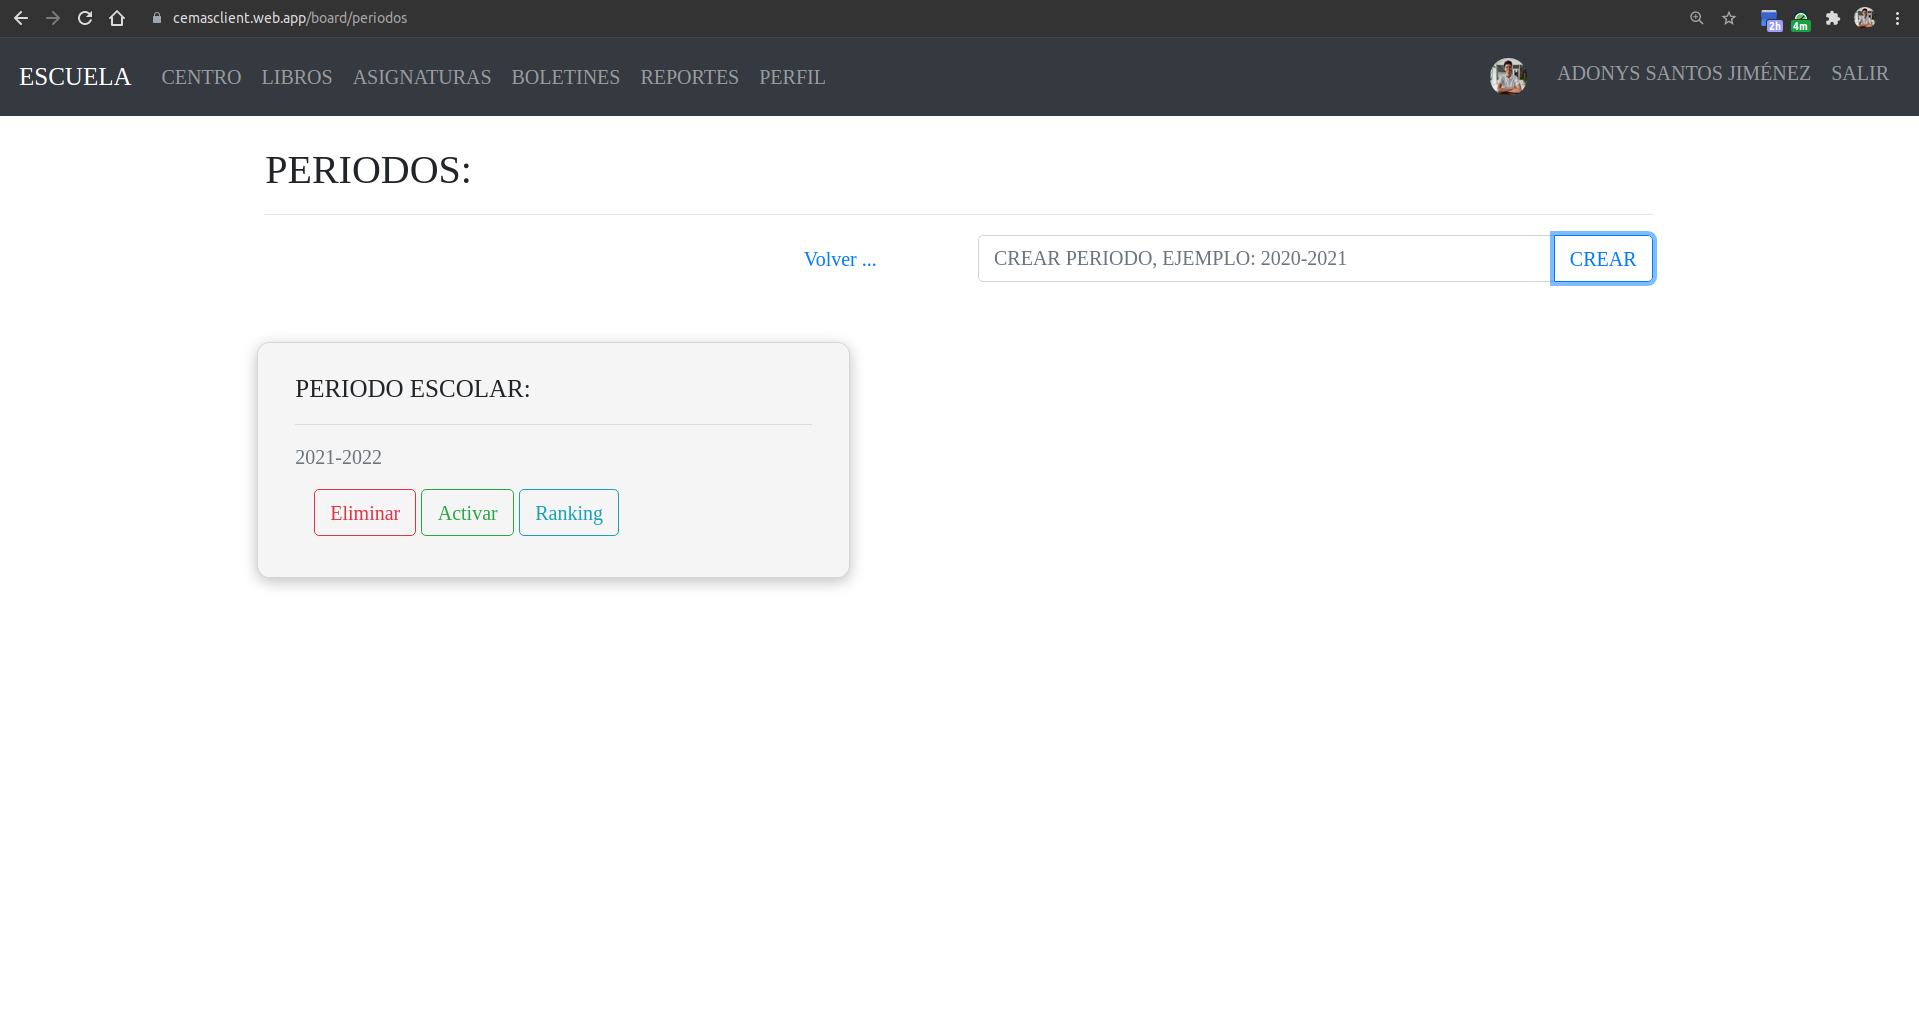 cemasclient.web.app/board/periodos
2h
4m
ESCUELA CENTRO LIBROS ASIGNATURAS BOLETINES REPORTES PERFIL ADONYS SANTOS JIMÉNEZ SALIR
PERIODOS:
Volver ... CREAR PERIODO, EJEMPLO: 2020-2021 CREAR
PERIODO ESCOLAR:
2021-2022
Eliminar Activar Ranking